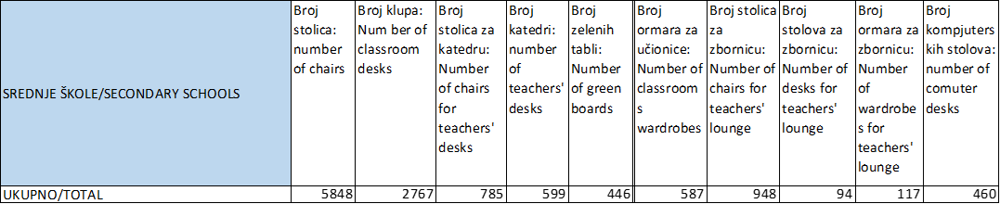 SREDNJE ŠKOLE/SECONDARY SCHOOLS
Broj
stolica:
number
of chairs
Broj klupa:
Num ber of
classroom
desks
Broj
stolica za
katedru:
Number
of chairs
for
teachers'
desks
Broj
katedri:
number
of
teachers'
desks
Broj
zelenih
tabli:
Number
of green
boards
Broj
ormara za
učionice:
Number of
classroom
s
wardrobes
Broj stolica
za
zbornicu:
Number of
chairs for
teachers'
lounge
Broj
stolova za
zbornicu:
Number of
desks for
teachers'
lounge
Broj
ormara za
zbornicu:
Number
of
wardrobe
s for
teachers'
lounge
Broj
kompjuters
kih stolova:
number of
comuter
desks
UKUPNO/TOTAL 5848 2767 785 599 446 587 948 94 117 460